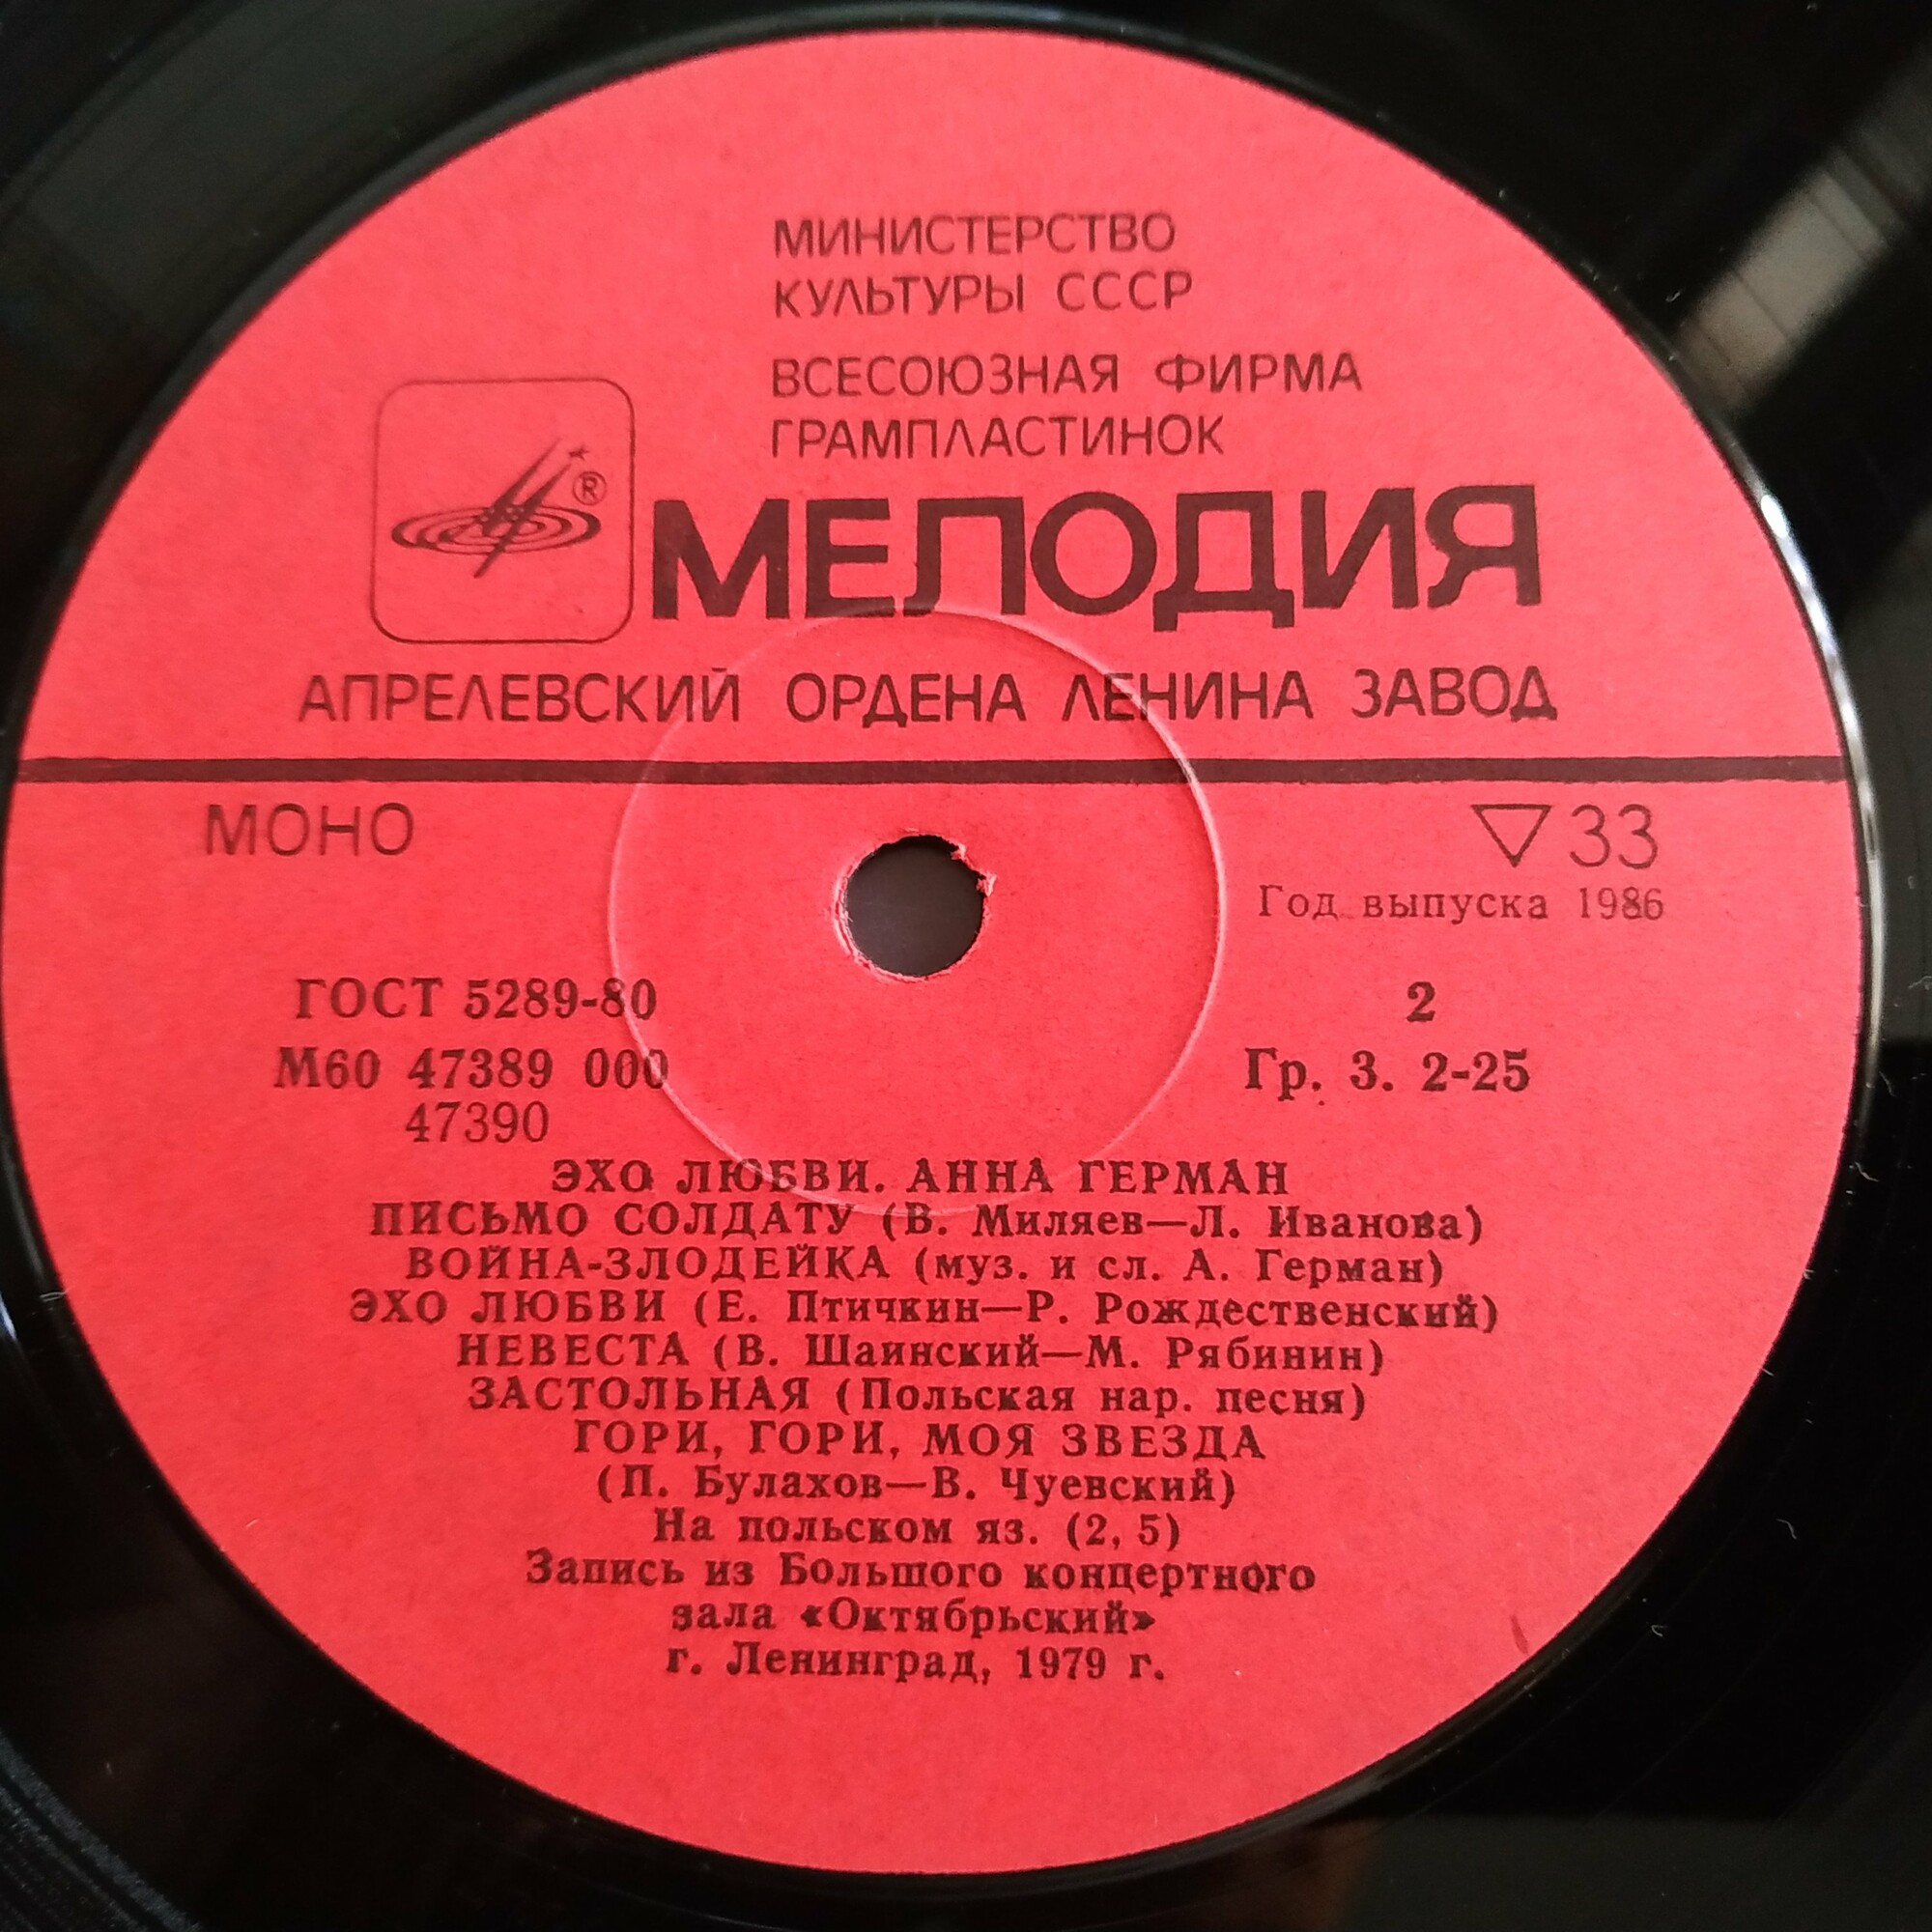 МИНИСТЕРСТВО
КУЛЬТУРЫ СССР
ВСЕСОЮЗНАЯ ФИРМА
ГРАМПЛАСТИНОК
®
МЕЛОДИЯ
АПРЕЛЕВСКИЙ ОРДЕНА ЛЕНИНА ЗАВОД
МОНО
▽ 33
Год выпуска 1986
ГОСТ 5289-80
2
М60 47389 000
Гр. 3. 2-25
47390
ЭХО ЛЮБВИ. АННА ГЕРМАН
ПИСЬМО СОЛДАТУ (В. Миляев—Л. Иванова)
ВОЙНА-ЗЛОДЕЙКА (муз. и сл. А. Герман)
ЭХО ЛЮБВИ (Е. Птичкин—Р. Рождественский)
НЕВЕСТА (В. Шаинский—М. Рябинин)
ЗАСТОЛЬНАЯ (Польская нар. песня)
ГОРИ, ГОРИ, МОЯ ЗВЕЗДА
(П. Булахов—В. Чуевский)
На польском яз. (2, 5)
Запись из Большого концертного
зала «Октябрьский»
г. Ленинград, 1979 г.